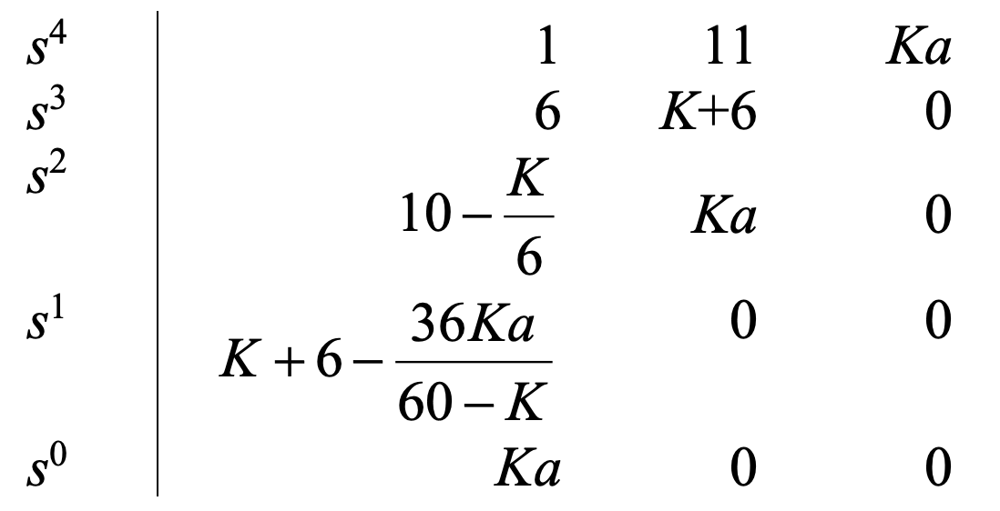 s⁴ | 1 11 Ka
s³ | 6 K+6 0
s² | 10 − K/6 Ka 0
s¹ | K + 6 − 36Ka/(60 − K) 0 0
s⁰ | Ka 0 0